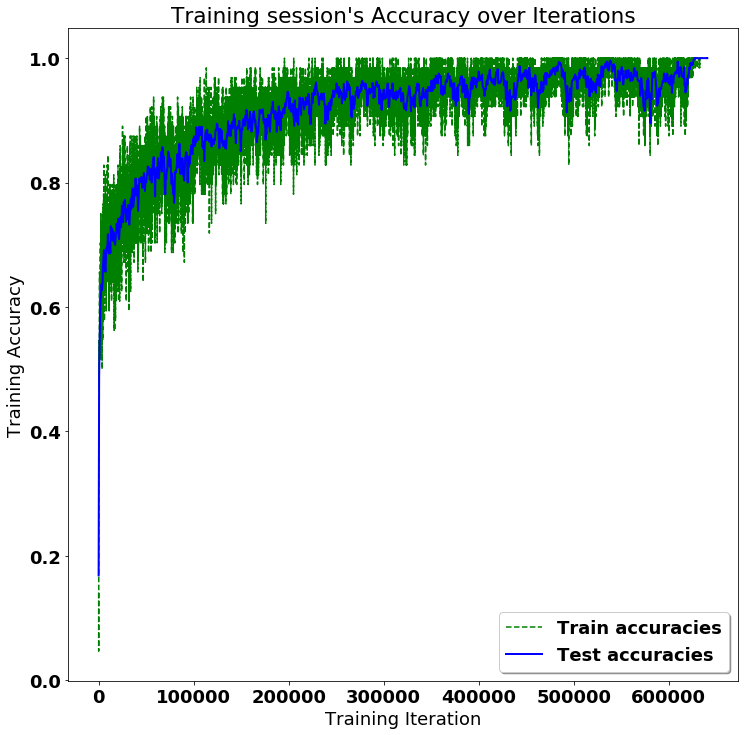 Training session's Accuracy over Iterations
1.0
0.8
0.6
0.4
0.2
0.0
Training Accuracy
Train accuracies
Test accuracies
0 100000 200000 300000 400000 500000 600000
Training Iteration